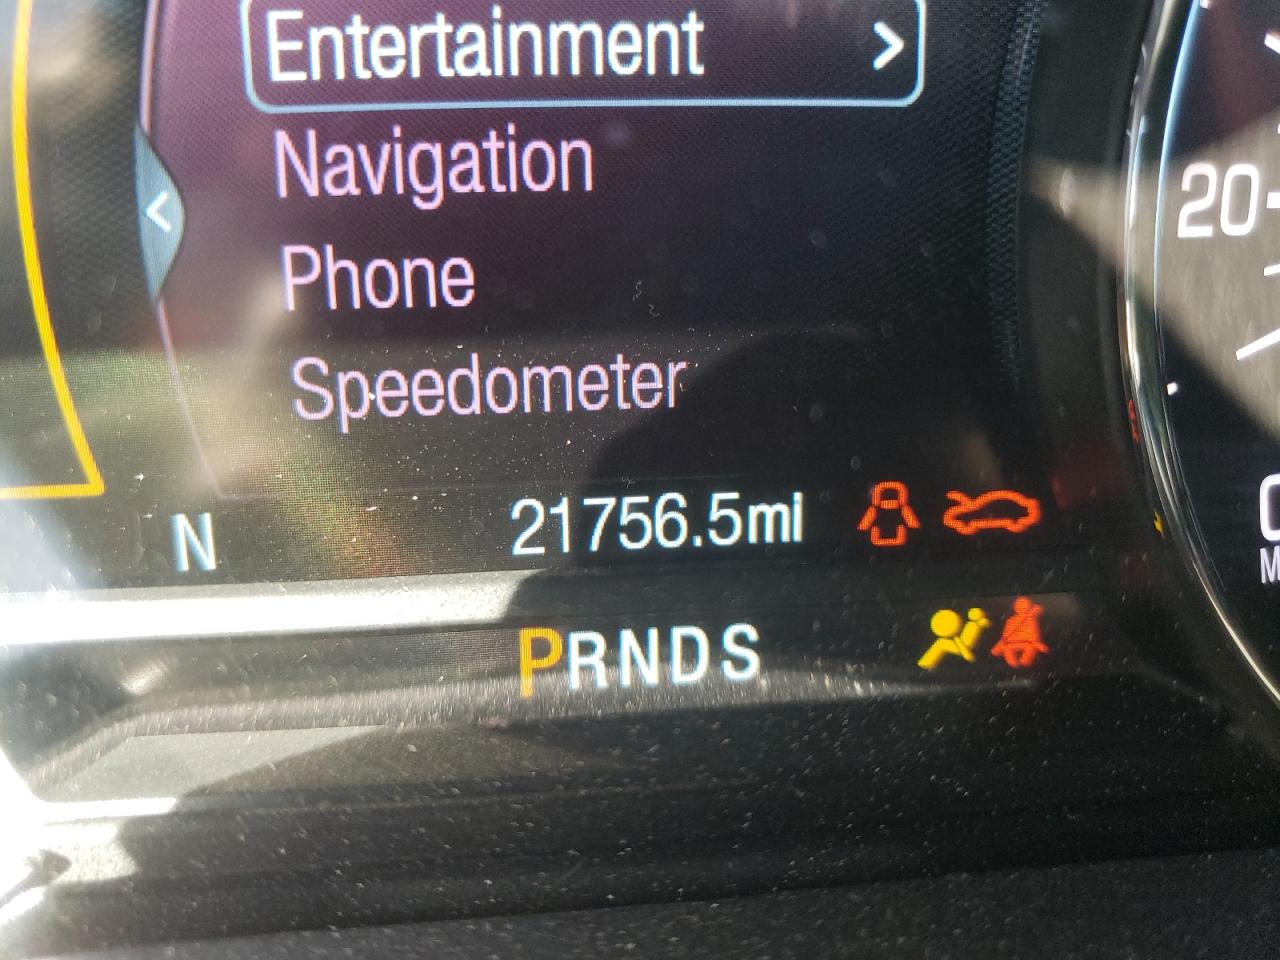 Entertainment >
Navigation
<
20
Phone
Speedometer
N 21756.5mi
PRNDS